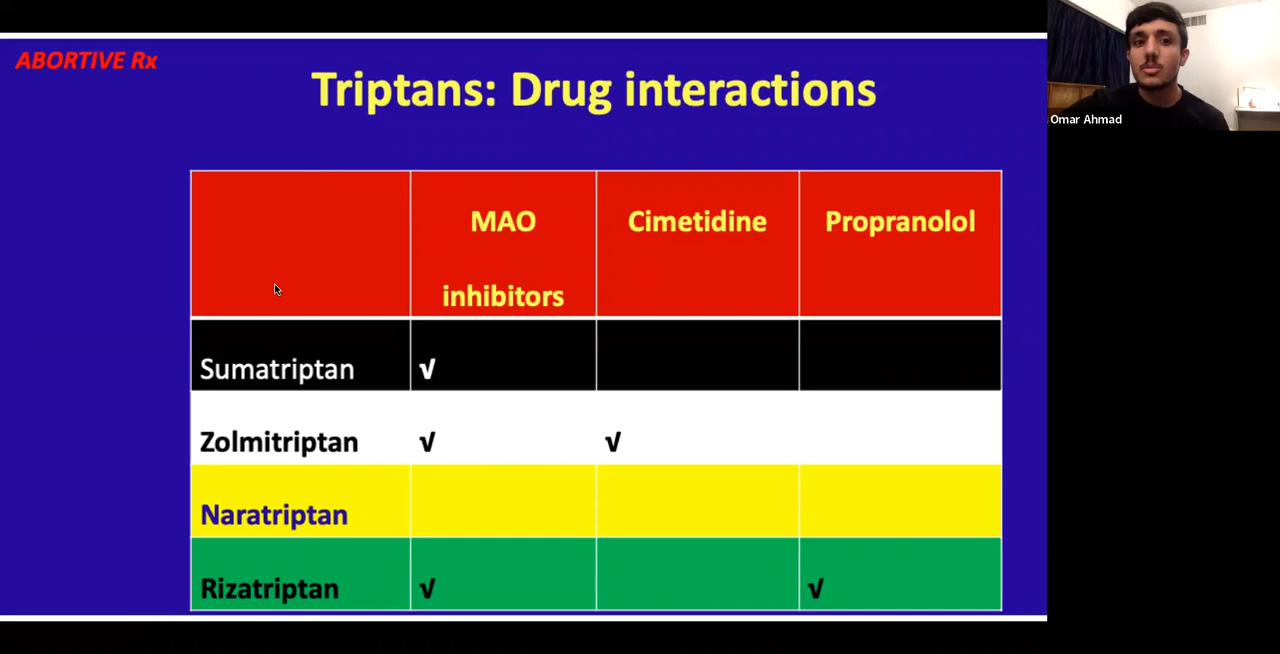 ABORTIVE Rx
Triptans: Drug interactions
MAO inhibitors Cimetidine Propranolol
Sumatriptan √
Zolmitriptan √ √
Naratriptan
Rizatriptan √ √
Omar Ahmad